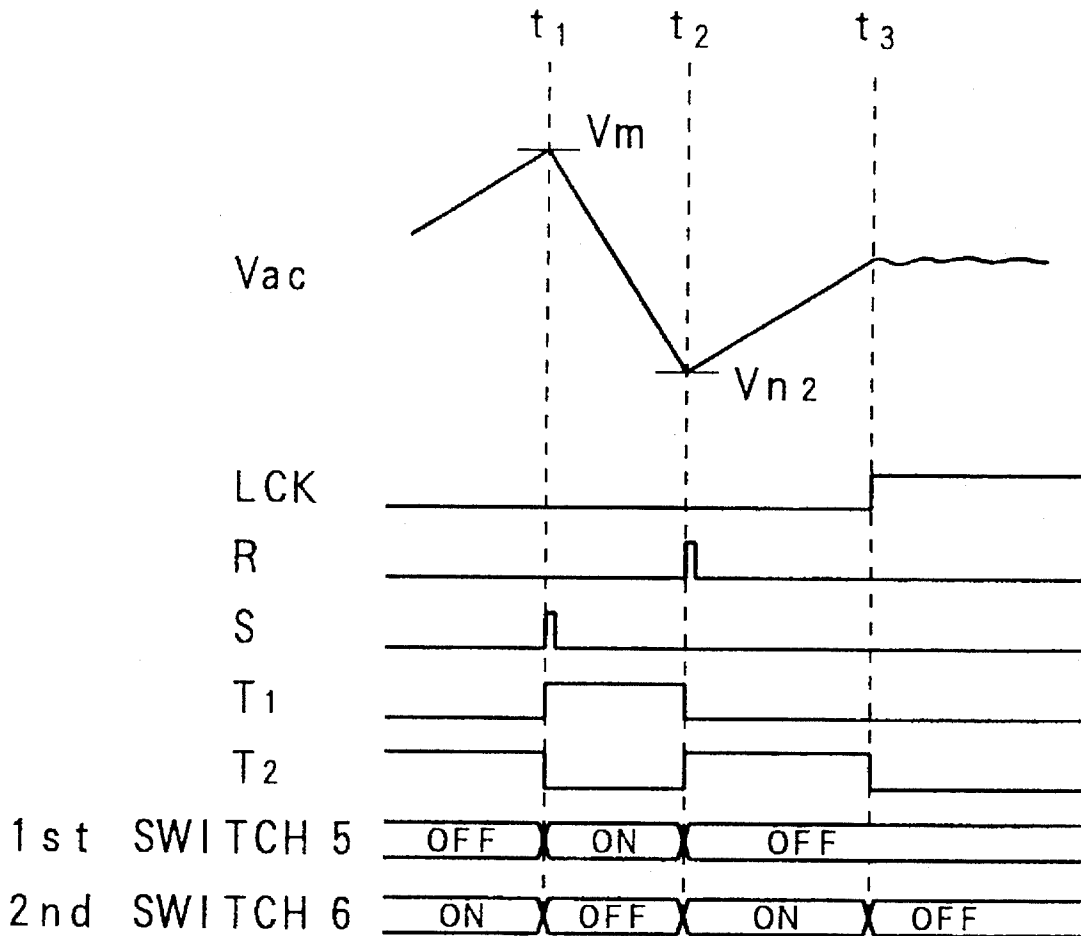 t1 t2 t3
Vm
Vac
Vn2
LCK
R
S
T1
T2
1st SWITCH 5 OFF ON OFF
2nd SWITCH 6 ON OFF ON OFF